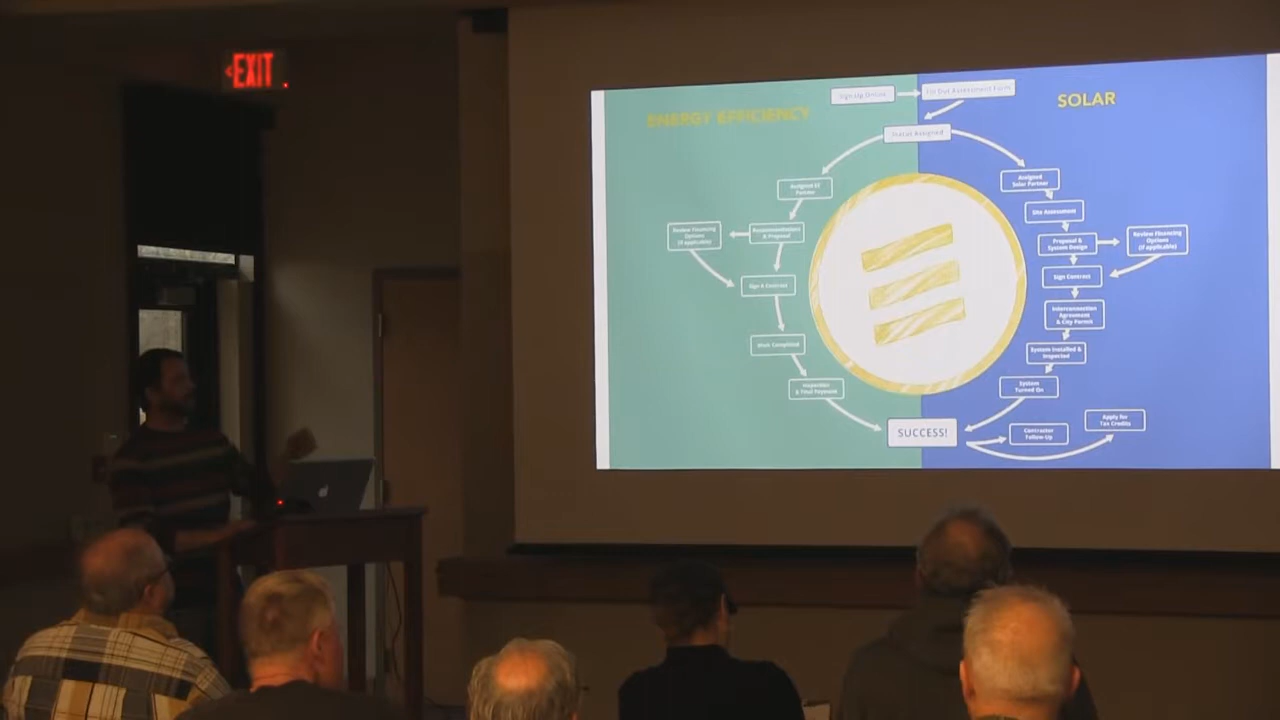 EXIT
ENERGY EFFICIENCY
SOLAR
Sign Up Online
Fill Out Assessment Form
Status Assigned
Assigned EE
Partner
Recommendations
& Proposal
Review Financing
Options
(if applicable)
Sign A Contract
Work Completed
Inspection
& Final Payment
Assigned
Solar Partner
Site Assessment
Proposal &
System Design
Review Financing
Options
(if applicable)
Sign Contract
Interconnection
Agreement
& City Permit
System Installed &
Inspected
System
Turned On
SUCCESS!
Contractor
Follow-Up
Apply for
Tax Credits